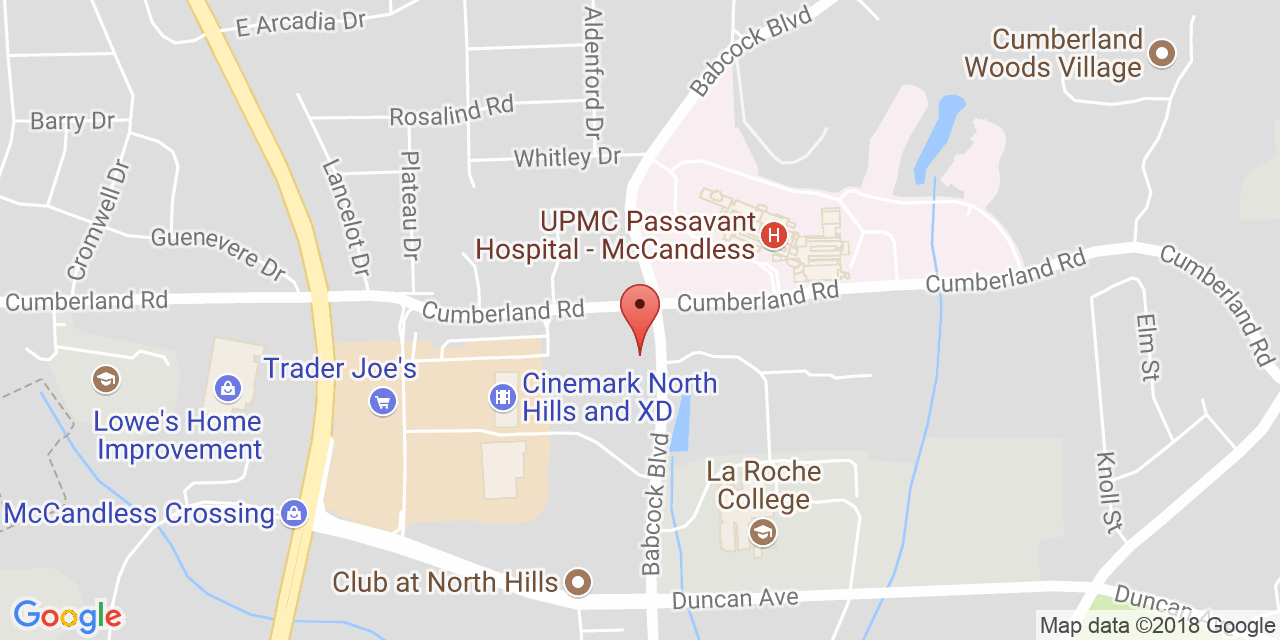 E Arcadia Dr
Aldenford Dr
Babcock Blvd
Cumberland
Woods Village
Barry Dr
Rosalind Rd
Whitley Dr
Cromwell Dr
Lancelot Dr
Plateau Dr
Guenevere Dr
UPMC Passavant
Hospital - McCandless
H
Cumberland Rd
Cumberland Rd
Cumberland Rd
Cumberland Rd
Cumberland Rd
Elm St
Trader Joe's
Cinemark North
Hills and XD
Lowe's Home
Improvement
Babcock Blvd
La Roche
College
Knoll St
McCandless Crossing
Club at North Hills
Duncan Ave
Duncan A
Google
Map data ©2018 Google